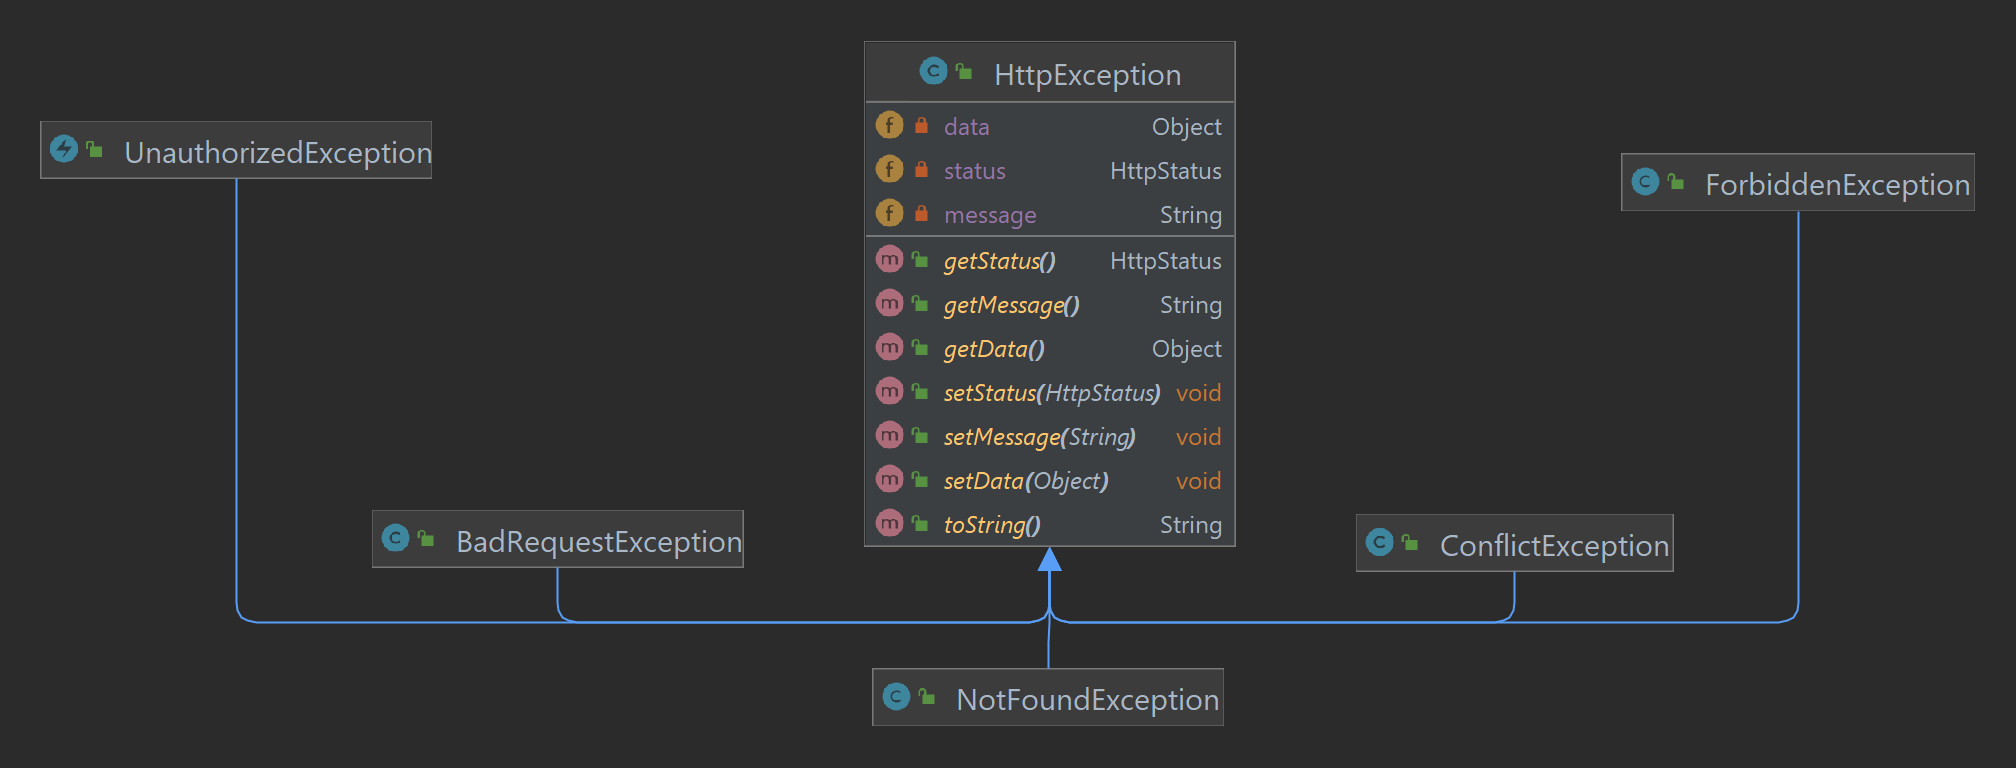 HttpException
data Object
status HttpStatus
message String
getStatus() HttpStatus
getMessage() String
getData() Object
setStatus(HttpStatus) void
setMessage(String) void
setData(Object) void
toString() String
UnauthorizedException
ForbiddenException
BadRequestException
ConflictException
NotFoundException